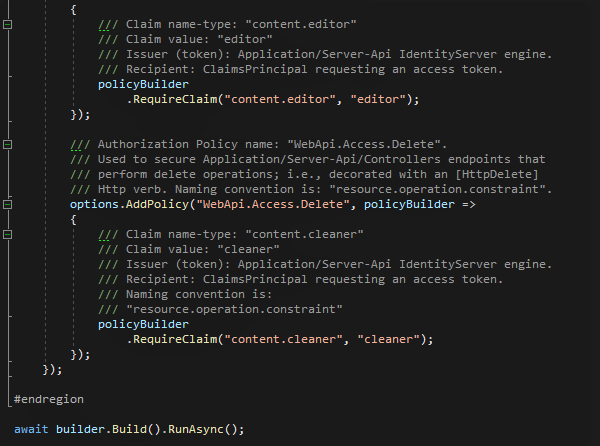 {
/// Claim name-type: "content.editor"
/// Claim value: "editor"
/// Issuer (token): Application/Server-Api IdentityServer engine.
/// Recipient: ClaimsPrincipal requesting an access token.
policyBuilder
.RequireClaim("content.editor", "editor");
});
/// Authorization Policy name: "WebApi.Access.Delete".
/// Used to secure Application/Server-Api/Controllers endpoints that
/// perform delete operations; i.e., decorated with an [HttpDelete]
/// Http verb. Naming convention is: "resource.operation.constraint".
options.AddPolicy("WebApi.Access.Delete", policyBuilder =>
{
/// Claim name-type: "content.cleaner"
/// Claim value: "cleaner"
/// Issuer (token): Application/Server-Api IdentityServer engine.
/// Recipient: ClaimsPrincipal requesting an access token.
/// Naming convention is:
/// "resource.operation.constraint"
policyBuilder
.RequireClaim("content.cleaner", "cleaner");
});
});
#endregion
await builder.Build().RunAsync();